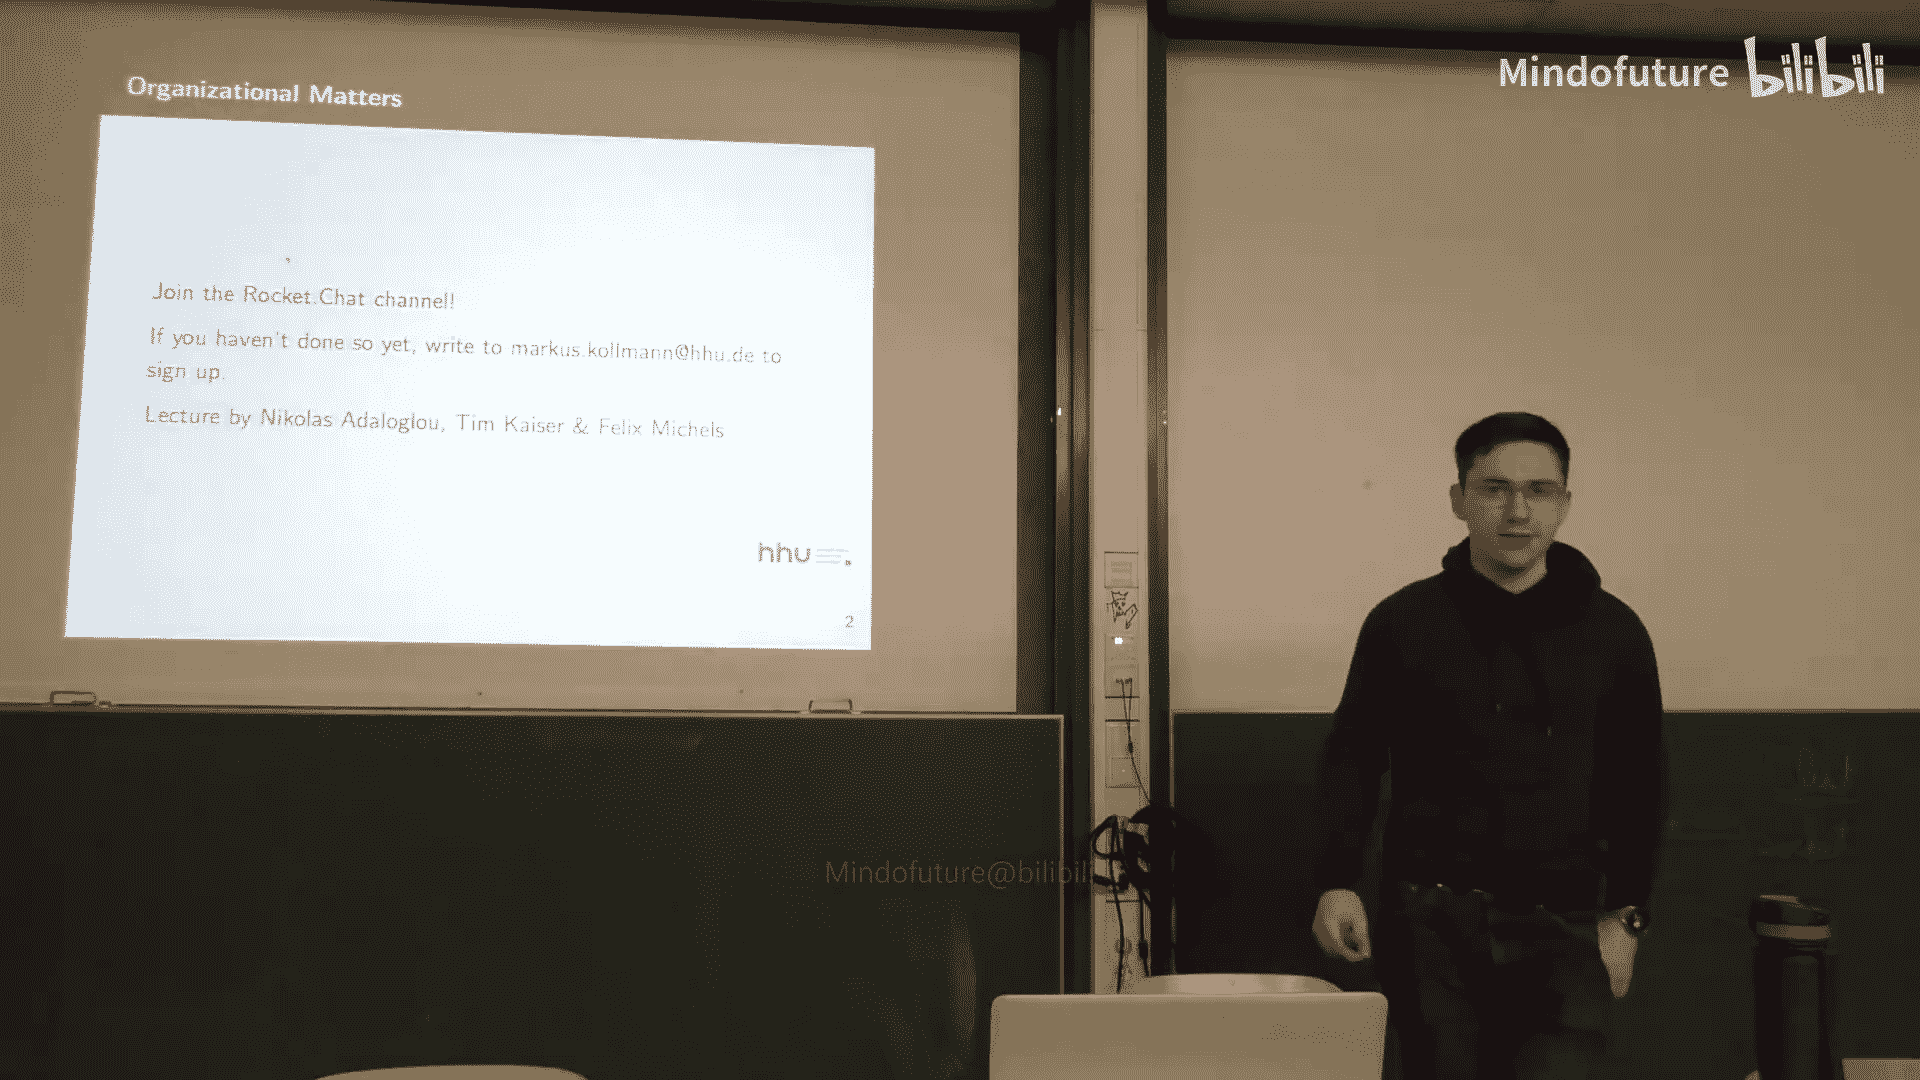 Organizational Matters
Mindofuture bilibili
Join the Rocket.Chat channel!
If you haven't done so yet, write to markus.kollmann@hhu.de to
sign up.
Lecture by Nikolas Adaloglou, Tim Kaiser & Felix Michels
hhu
2
Mindofuture@bilibili